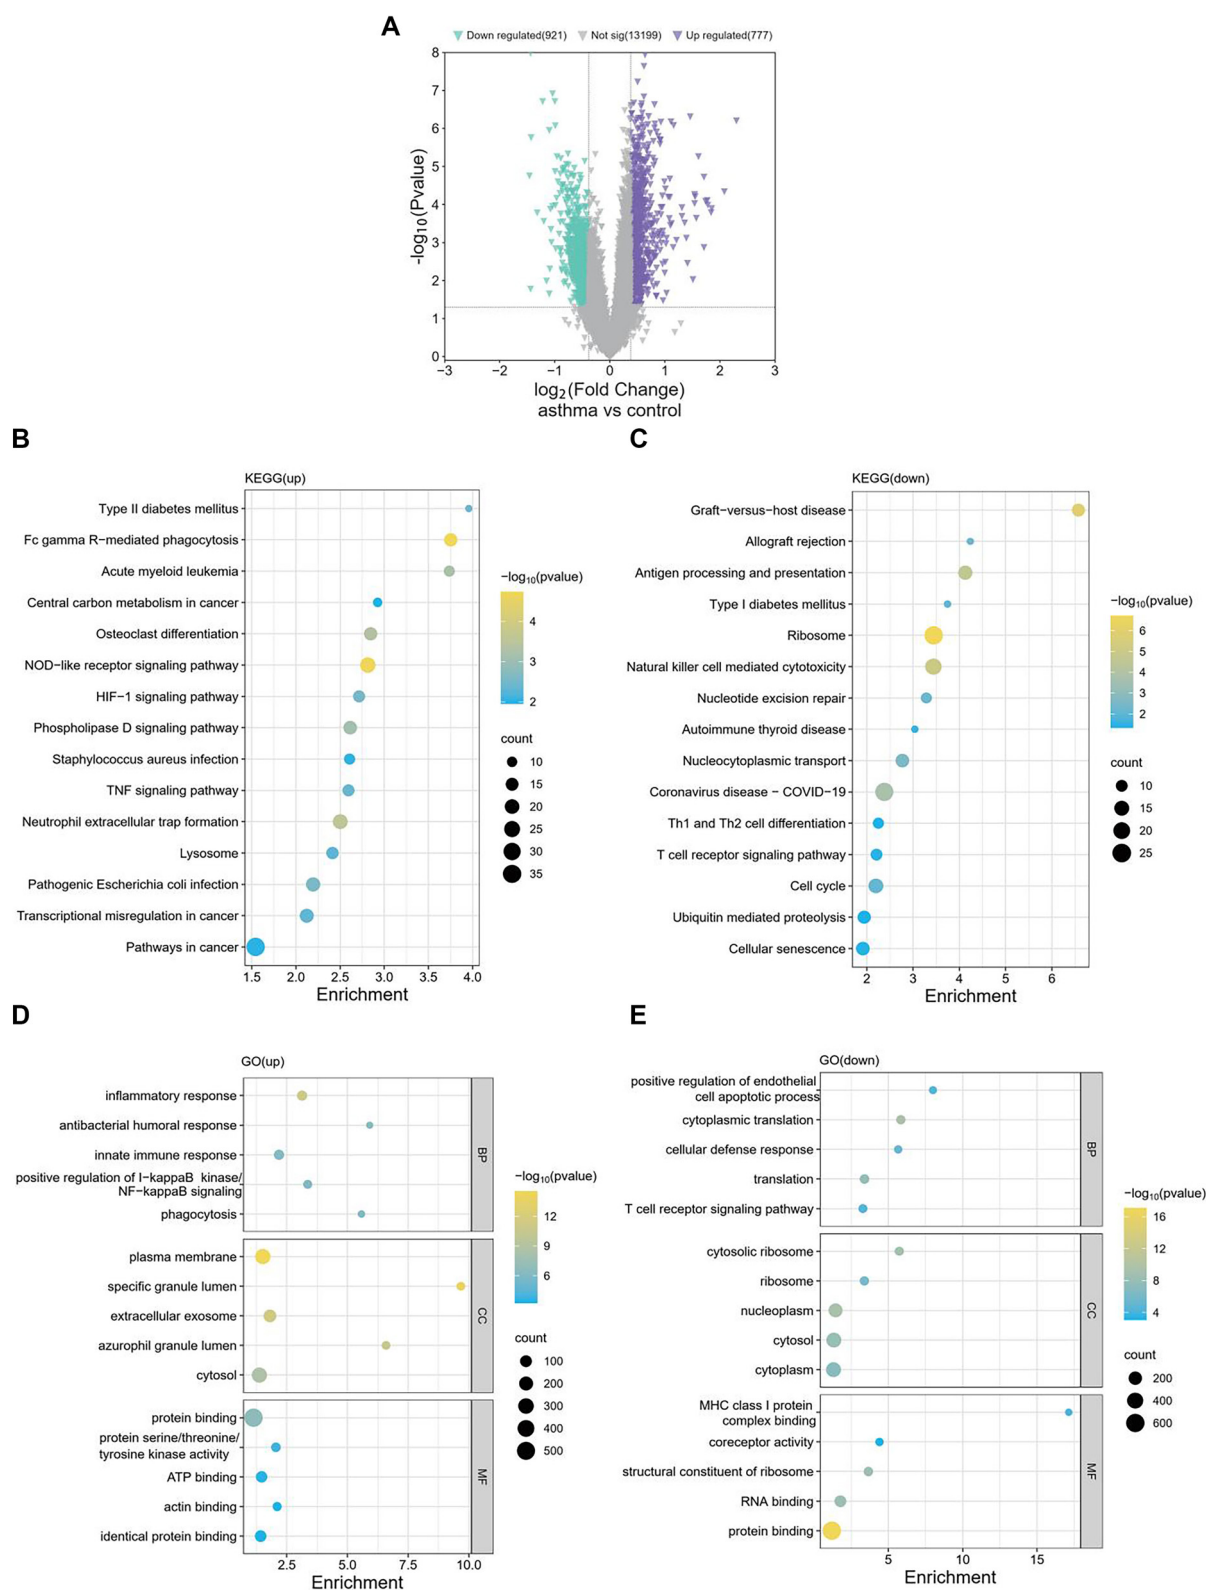 A
Down regulated(921) Not sig(13199) Up regulated(777)
8
7
6
5
4
3
2
1
0
-log10(Pvalue)
−3 −2 −1 0 1 2 3
log2(Fold Change)
asthma vs control
B
KEGG(up)
Type II diabetes mellitus
Fc gamma R−mediated phagocytosis
Acute myeloid leukemia
Central carbon metabolism in cancer
Osteoclast differentiation
NOD−like receptor signaling pathway
HIF−1 signaling pathway
Phospholipase D signaling pathway
Staphylococcus aureus infection
TNF signaling pathway
Neutrophil extracellular trap formation
Lysosome
Pathogenic Escherichia coli infection
Transcriptional misregulation in cancer
Pathways in cancer
1.5 2.0 2.5 3.0 3.5 4.0
Enrichment
−log10(pvalue)
4
3
2
count
10
15
20
25
30
35
C
KEGG(down)
Graft−versus−host disease
Allograft rejection
Antigen processing and presentation
Type I diabetes mellitus
Ribosome
Natural killer cell mediated cytotoxicity
Nucleotide excision repair
Autoimmune thyroid disease
Nucleocytoplasmic transport
Coronavirus disease − COVID−19
Th1 and Th2 cell differentiation
T cell receptor signaling pathway
Cell cycle
Ubiquitin mediated proteolysis
Cellular senescence
2 3 4 5 6
Enrichment
−log10(pvalue)
6
5
4
3
2
count
10
15
20
25
D
GO(up)
inflammatory response
antibacterial humoral response
innate immune response
positive regulation of I−kappaB kinase/
NF−kappaB signaling
phagocytosis
BP
plasma membrane
specific granule lumen
extracellular exosome
azurophil granule lumen
cytosol
CC
protein binding
protein serine/threonine/
tyrosine kinase activity
ATP binding
actin binding
identical protein binding
MF
2.5 5.0 7.5 10.0
Enrichment
−log10(pvalue)
12
9
6
count
100
200
300
400
500
E
GO(down)
positive regulation of endothelial
cell apoptotic process
cytoplasmic translation
cellular defense response
translation
T cell receptor signaling pathway
BP
cytosolic ribosome
ribosome
nucleoplasm
cytosol
cytoplasm
CC
MHC class I protein
complex binding
coreceptor activity
structural constituent of ribosome
RNA binding
protein binding
MF
5 10 15
Enrichment
−log10(pvalue)
16
12
8
4
count
200
400
600